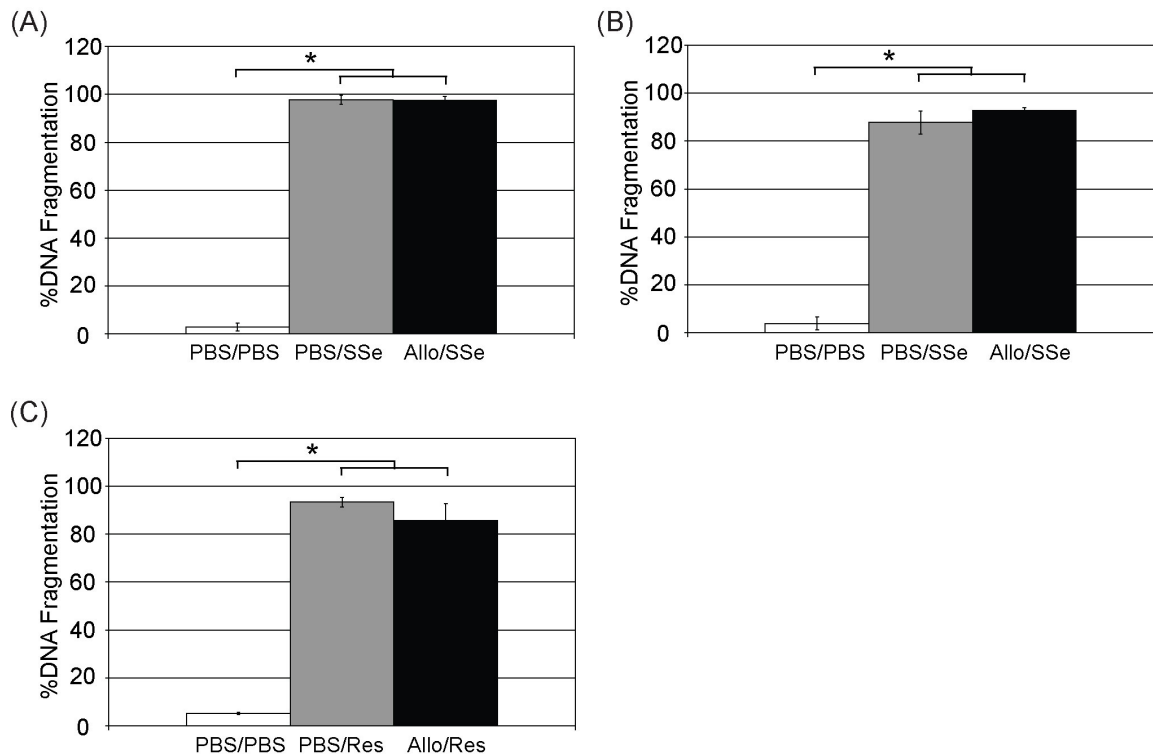 (A)
120
100
80
60
40
20
0
%DNA Fragmentation
*
PBS/PBS PBS/SSe Allo/SSe
(B)
120
100
80
60
40
20
0
%DNA Fragmentation
*
PBS/PBS PBS/SSe Allo/SSe
(C)
120
100
80
60
40
20
0
%DNA Fragmentation
*
PBS/PBS PBS/Res Allo/Res